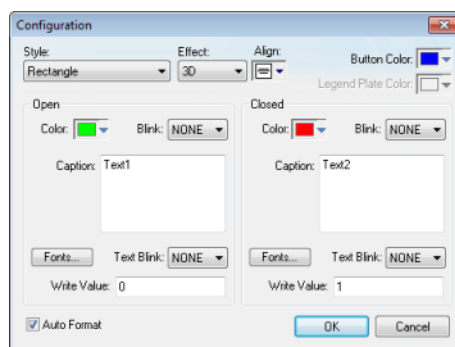 Configuration
Style: Effect: Align:
Rectangle 3D Button Color:
Legend Plate Color:
Open Closed
Color: Blink: NONE Color: Blink: NONE
Caption: Text1 Caption: Text2
Fonts... Text Blink: NONE Fonts... Text Blink: NONE
Write Value: 0 Write Value: 1
Auto Format OK Cancel